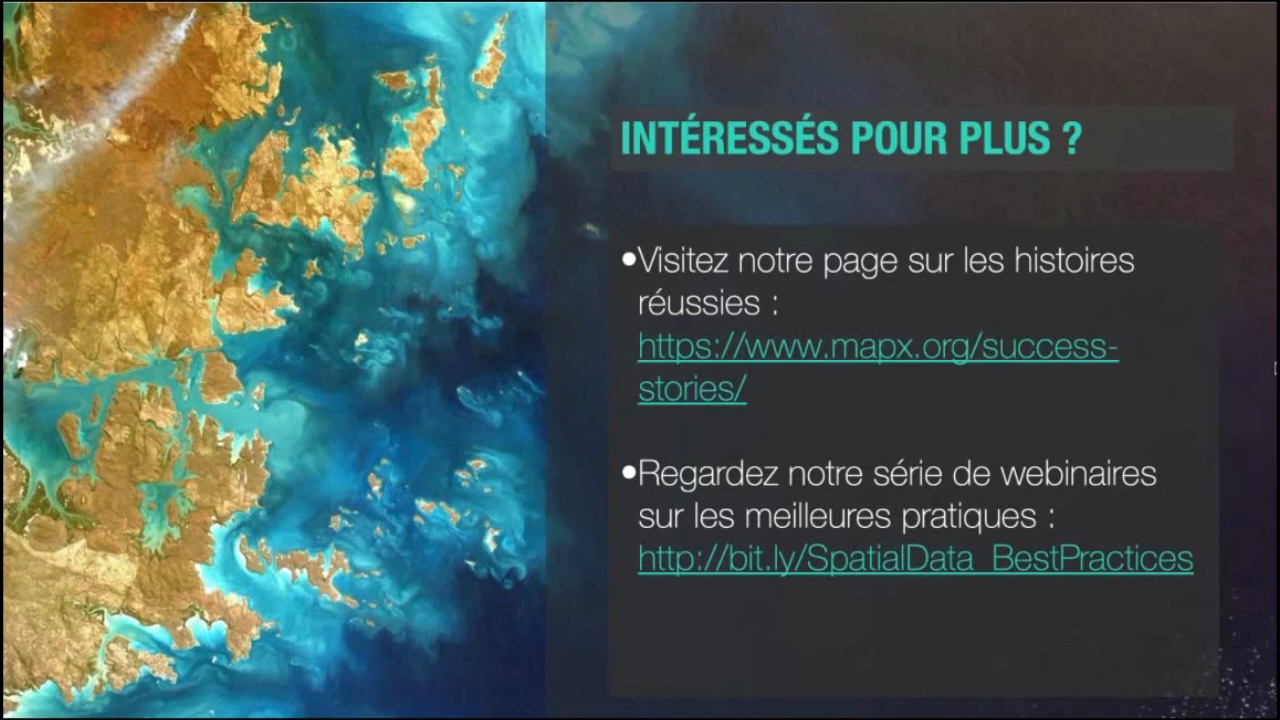 INTÉRESSÉS POUR PLUS ?
•Visitez notre page sur les histoires
réussies :
https://www.mapx.org/success-
stories/
•Regardez notre série de webinaires
sur les meilleures pratiques :
http://bit.ly/SpatialData_BestPractices